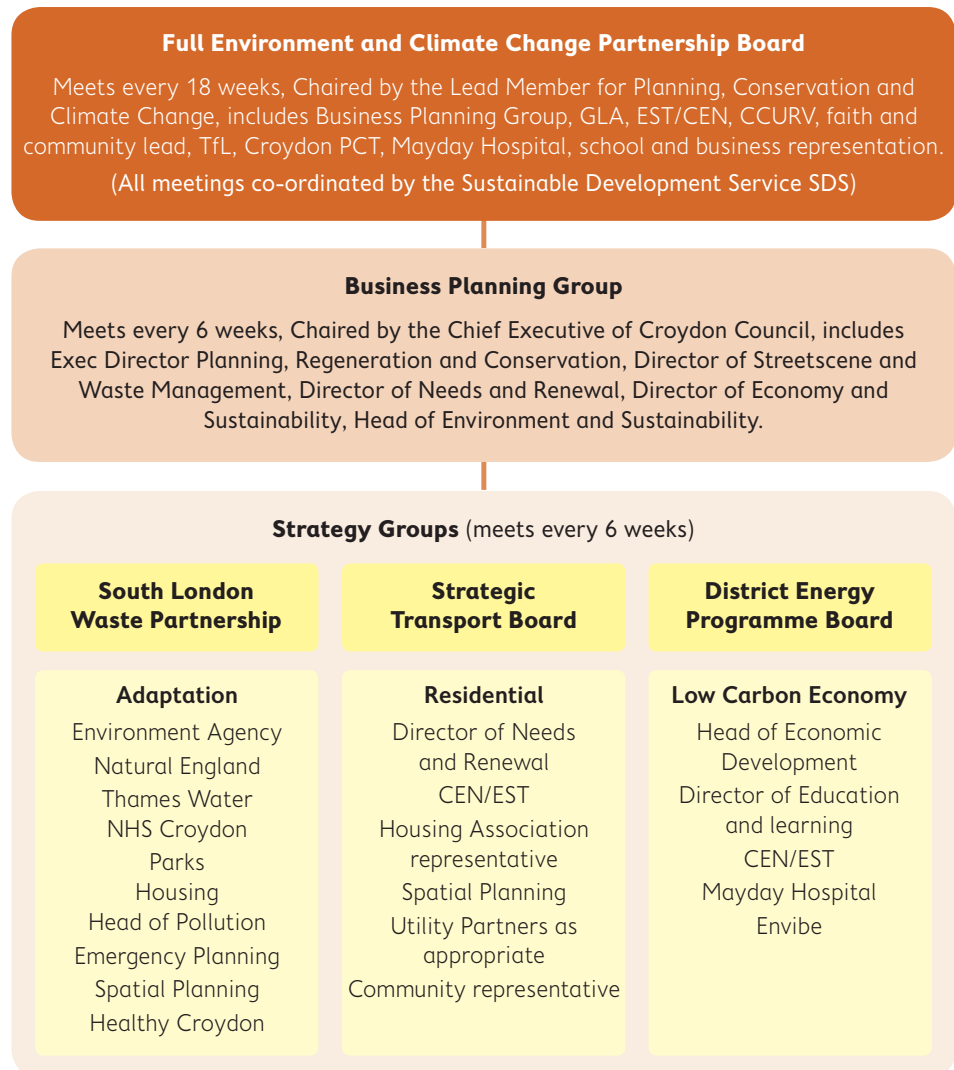 Full Environment and Climate Change Partnership Board
Meets every 18 weeks, Chaired by the Lead Member for Planning, Conservation and
Climate Change, includes Business Planning Group, GLA, EST/CEN, CCURV, faith and
community lead, TfL, Croydon PCT, Mayday Hospital, school and business representation.
(All meetings co-ordinated by the Sustainable Development Service SDS)
Business Planning Group
Meets every 6 weeks, Chaired by the Chief Executive of Croydon Council, includes
Exec Director Planning, Regeneration and Conservation, Director of Streetscene and
Waste Management, Director of Needs and Renewal, Director of Economy and
Sustainability, Head of Environment and Sustainability.
Strategy Groups (meets every 6 weeks)
South London
Waste Partnership
Strategic
Transport Board
District Energy
Programme Board
Adaptation
Environment Agency
Natural England
Thames Water
NHS Croydon
Parks
Housing
Head of Pollution
Emergency Planning
Spatial Planning
Healthy Croydon
Residential
Director of Needs
and Renewal
CEN/EST
Housing Association
representative
Spatial Planning
Utility Partners as
appropriate
Community representative
Low Carbon Economy
Head of Economic
Development
Director of Education
and learning
CEN/EST
Mayday Hospital
Envibe